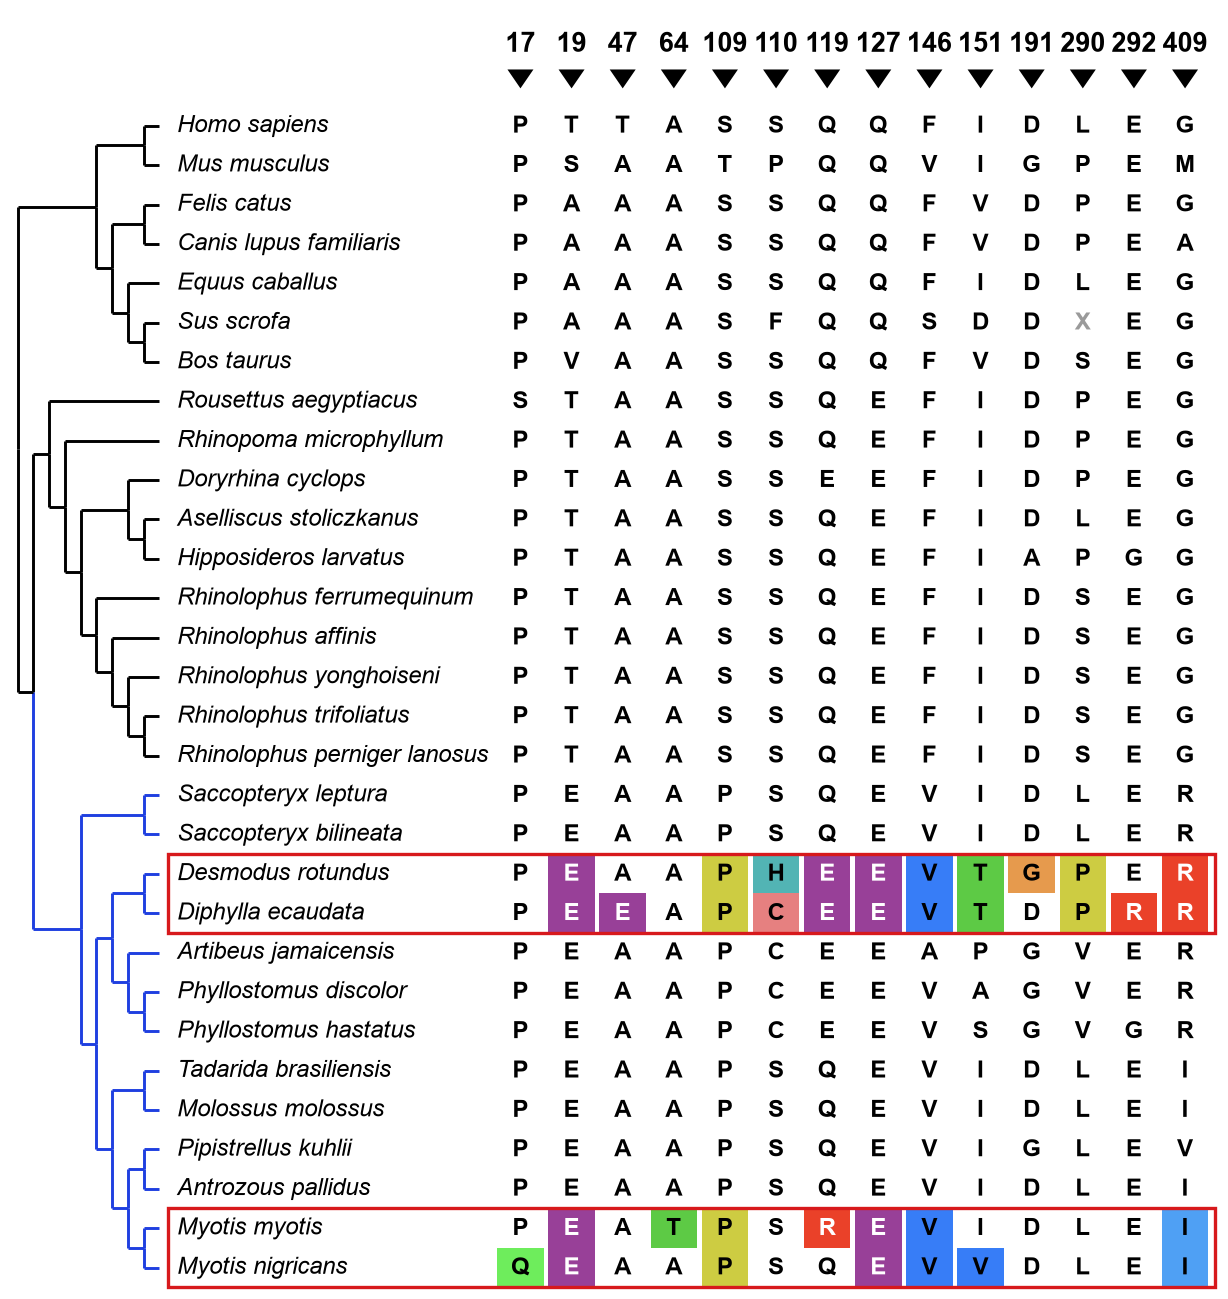 17 19 47 64 109 110 119 127 146 151 191 290 292 409
Homo sapiens P T T A S S Q Q F I D L E G
Mus musculus P S A A T P Q Q V I G P E M
Felis catus P A A A S S Q Q F V D P E G
Canis lupus familiaris P A A A S S Q Q F V D P E A
Equus caballus P A A A S S Q Q F I D L E G
Sus scrofa P A A A S F Q Q S D D X E G
Bos taurus P V A A S S Q Q F V D S E G
Rousettus aegyptiacus S T A A S S Q E F I D P E G
Rhinopoma microphyllum P T A A S S Q E F I D P E G
Doryrhina cyclops P T A A S S E E F I D P E G
Aselliscus stoliczkanus P T A A S S Q E F I D L E G
Hipposideros larvatus P T A A S S Q E F I A P G G
Rhinolophus ferrumequinum P T A A S S Q E F I D S E G
Rhinolophus affinis P T A A S S Q E F I D S E G
Rhinolophus yonghoiseni P T A A S S Q E F I D S E G
Rhinolophus trifoliatus P T A A S S Q E F I D S E G
Rhinolophus perniger lanosus P T A A S S Q E F I D S E G
Saccopteryx leptura P E A A P S Q E V I D L E R
Saccopteryx bilineata P E A A P S Q E V I D L E R
Desmodus rotundus P E A A P H E E V T G P E R
Diphylla ecaudata P E E A P C E E V T D P R R
Artibeus jamaicensis P E A A P C E E A P G V E R
Phyllostomus discolor P E A A P C E E V A G V E R
Phyllostomus hastatus P E A A P C E E V S G V G R
Tadarida brasiliensis P E A A P S Q E V I D L E I
Molossus molossus P E A A P S Q E V I D L E I
Pipistrellus kuhlii P E A A P S Q E V I G L E V
Antrozous pallidus P E A A P S Q E V I D L E I
Myotis myotis P E A T P S R E V I D L E I
Myotis nigricans Q E A A P S Q E V V D L E I